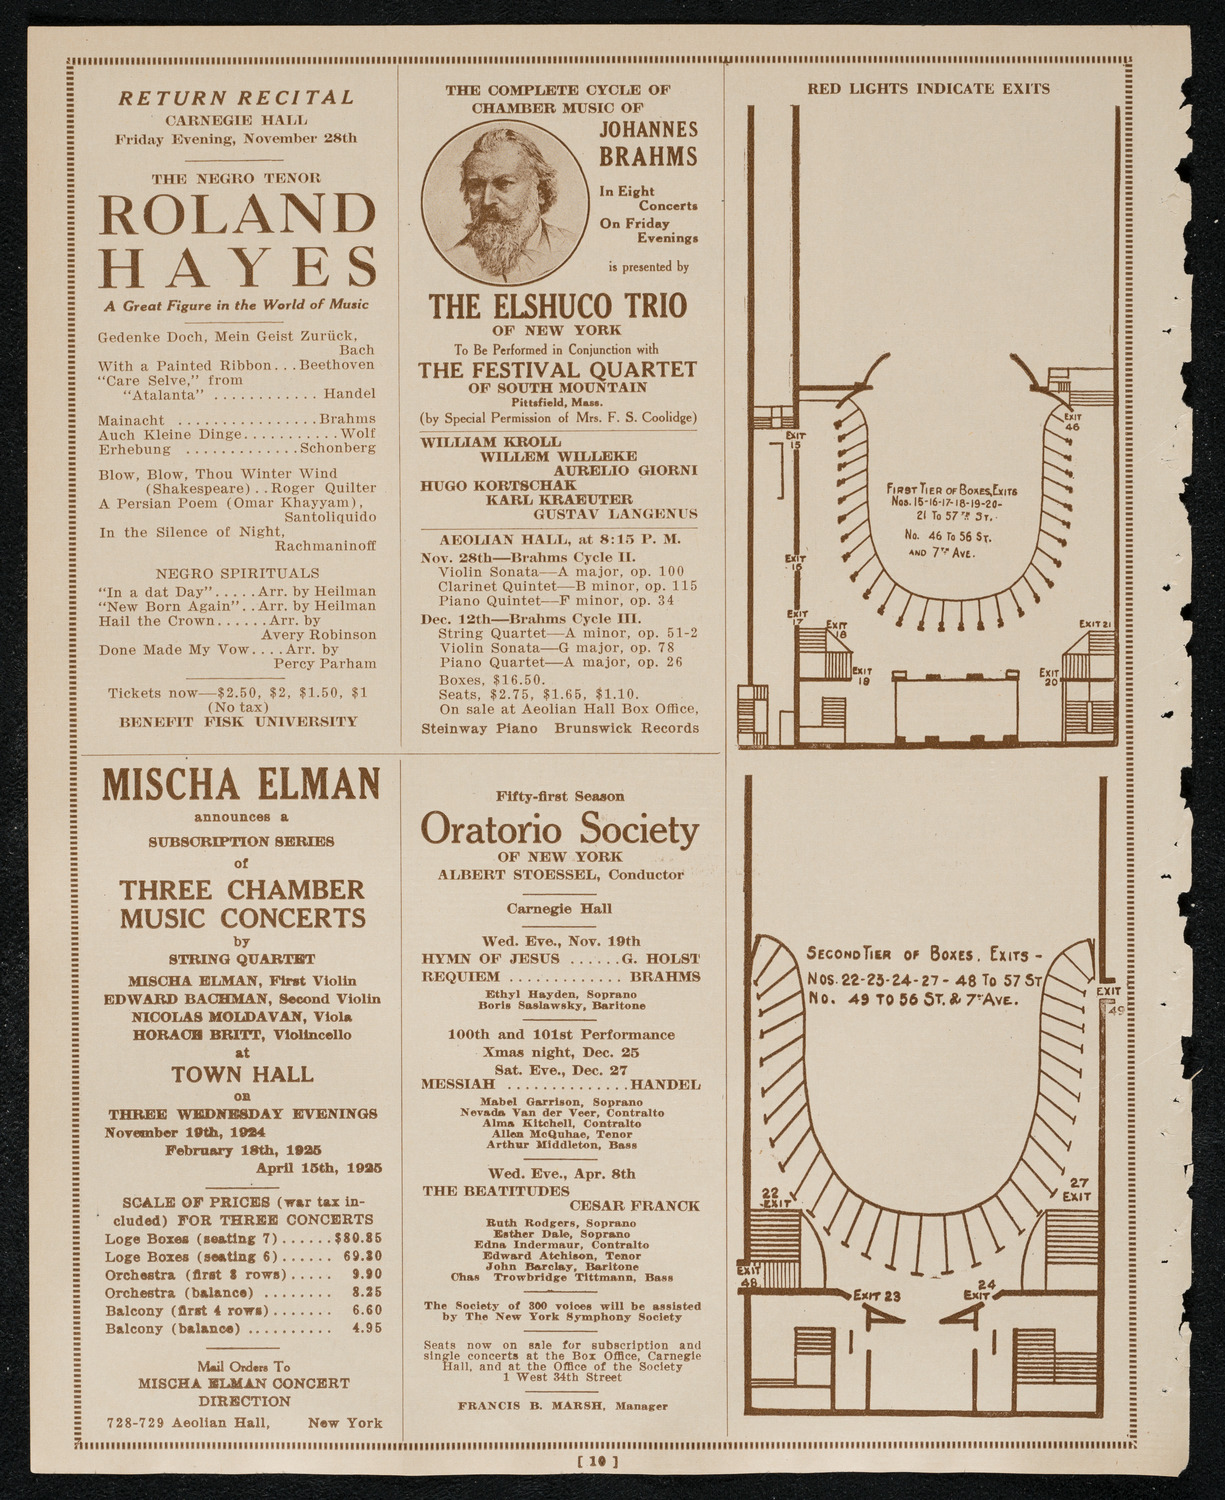 RETURN RECITAL
CARNEGIE HALL
Friday Evening, November 28th
THE NEGRO TENOR
ROLAND
HAYES
A Great Figure in the World of Music
Gedenke Doch, Mein Geist Zurück,
Bach
With a Painted Ribbon...Beethoven
"Care Selve," from
"Atalanta" ............ Handel
Mainacht ................Brahms
Auch Kleine Dinge...........Wolf
Erhebung .............Schonberg
Blow, Blow, Thou Winter Wind
(Shakespeare)..Roger Quilter
A Persian Poem (Omar Khayyam),
Santoliquido
In the Silence of Night,
Rachmaninoff
NEGRO SPIRITUALS
"In a dat Day".....Arr. by Heilman
"New Born Again"..Arr. by Heilman
Hail the Crown......Arr. by
Avery Robinson
Done Made My Vow....Arr. by
Percy Parham
Tickets now—$2.50, $2, $1.50, $1
(No tax)
BENEFIT FISK UNIVERSITY
THE COMPLETE CYCLE OF
CHAMBER MUSIC OF
JOHANNES
BRAHMS
In Eight
Concerts
On Friday
Evenings
is presented by
THE ELSHUCO TRIO
OF NEW YORK
To Be Performed in Conjunction with
THE FESTIVAL QUARTET
OF SOUTH MOUNTAIN
Pittsfield, Mass.
(by Special Permission of Mrs. F. S. Coolidge)
WILLIAM KROLL
WILLEM WILLEKE
AURELIO GIORNI
HUGO KORTSCHAK
KARL KRAEUTER
GUSTAV LANGENUS
AEOLIAN HALL, at 8:15 P. M.
Nov. 28th—Brahms Cycle II.
Violin Sonata—A major, op. 100
Clarinet Quintet—B minor, op. 115
Piano Quintet—F minor, op. 34
Dec. 12th—Brahms Cycle III.
String Quartet—A minor, op. 51-2
Violin Sonata—G major, op. 78
Piano Quartet—A major, op. 26
Boxes, $16.50.
Seats, $2.75, $1.65, $1.10.
On sale at Aeolian Hall Box Office,
Steinway Piano Brunswick Records
MISCHA ELMAN
announces a
SUBSCRIPTION SERIES
of
THREE CHAMBER
MUSIC CONCERTS
by
STRING QUARTET
MISCHA ELMAN, First Violin
EDWARD BACHMAN, Second Violin
NICOLAS MOLDAVAN, Viola
HORACE BRITT, Violincello
at
TOWN HALL
on
THREE WEDNESDAY EVENINGS
November 19th, 1924
February 18th, 1925
April 15th, 1925
SCALE OF PRICES (war tax in-
cluded) FOR THREE CONCERTS
Loge Boxes (seating 7)......$80.85
Loge Boxes (seating 6)...... 69.30
Orchestra (first 8 rows)..... 9.90
Orchestra (balance) ........ 8.25
Balcony (first 4 rows)....... 6.60
Balcony (balance) .......... 4.95
Mail Orders To
MISCHA ELMAN CONCERT
DIRECTION
728-729 Aeolian Hall, New York
Fifty-first Season
Oratorio Society
OF NEW YORK
ALBERT STOESSEL, Conductor
Carnegie Hall
Wed. Eve., Nov. 19th
HYMN OF JESUS ......G. HOLST
REQUIEM ............. BRAHMS
Ethyl Hayden, Soprano
Boris Saslawsky, Baritone
100th and 101st Performance
Xmas night, Dec. 25
Sat. Eve., Dec. 27
MESSIAH ..............HANDEL
Mabel Garrison, Soprano
Nevada Van der Veer, Contralto
Alma Kitchell, Contralto
Allen McQuhae, Tenor
Arthur Middleton, Bass
Wed. Eve., Apr. 8th
THE BEATITUDES
CESAR FRANCK
Ruth Rodgers, Soprano
Esther Dale, Soprano
Edna Indermaur, Contralto
Edward Atchison, Tenor
John Barclay, Baritone
Chas Trowbridge Tittmann, Bass
The Society of 300 voices will be assisted
by The New York Symphony Society
Seats now on sale for subscription and
single concerts at the Box Office, Carnegie
Hall, and at the Office of the Society
1 West 34th Street
FRANCIS B. MARSH, Manager
RED LIGHTS INDICATE EXITS
EXIT
46
EXIT
15
FIRST TIER OF BOXES, EXITS
NOS. 15-16-17-18-19-20-
21 TO 57TH ST.
NO. 46 TO 56 ST.
AND 7TH AVE.
EXIT
16
EXIT
17
EXIT
18
EXIT 21
EXIT
19
EXIT
20
SECOND TIER OF BOXES, EXITS -
NOS. 22-23-24-27-48 TO 57 ST
NO. 49 TO 56 ST. & 7TH AVE.
EXIT
49
22
EXIT
27
EXIT
EXIT
48
EXIT 23
24
EXIT
[ 10 ]